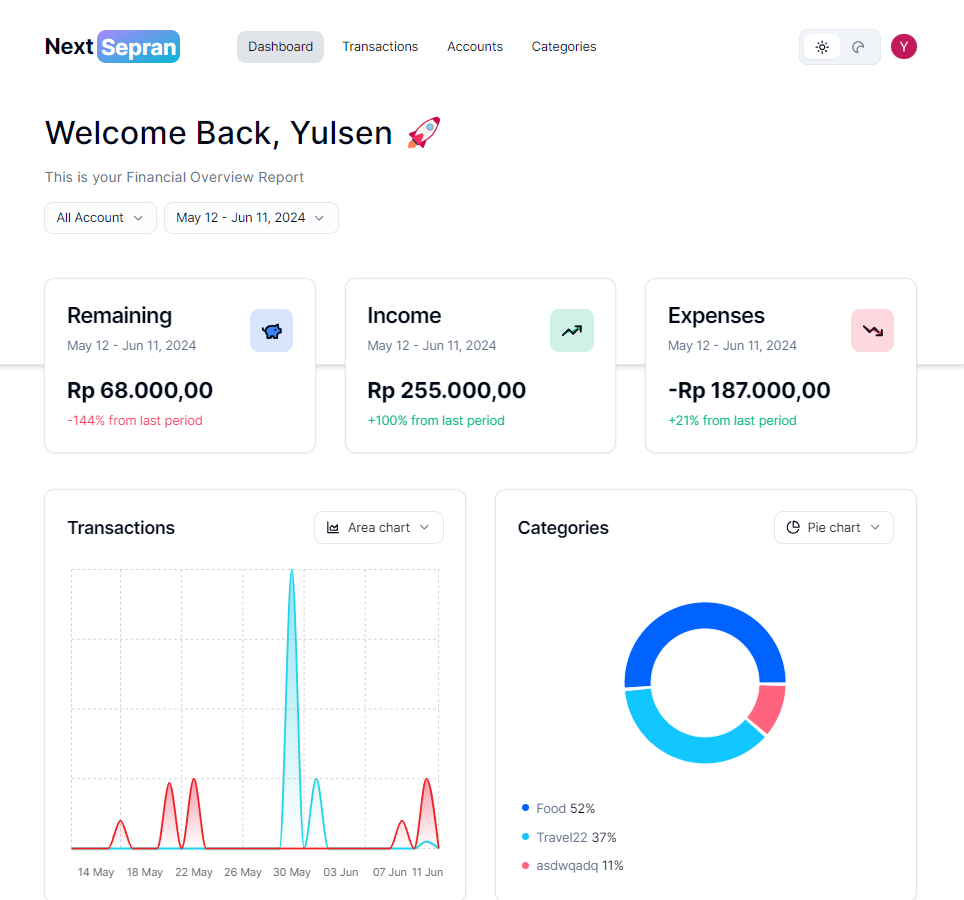 Next Sepran Dashboard Transactions Accounts Categories Y
Welcome Back, Yulsen 🚀
This is your Financial Overview Report
All Account May 12 - Jun 11, 2024
Remaining
May 12 - Jun 11, 2024
Rp 68.000,00
-144% from last period
Income
May 12 - Jun 11, 2024
Rp 255.000,00
+100% from last period
Expenses
May 12 - Jun 11, 2024
-Rp 187.000,00
+21% from last period
Transactions Area chart
14 May 18 May 22 May 26 May 30 May 03 Jun 07 Jun 11 Jun
Categories Pie chart
Food 52%
Travel22 37%
asdwqadq 11%